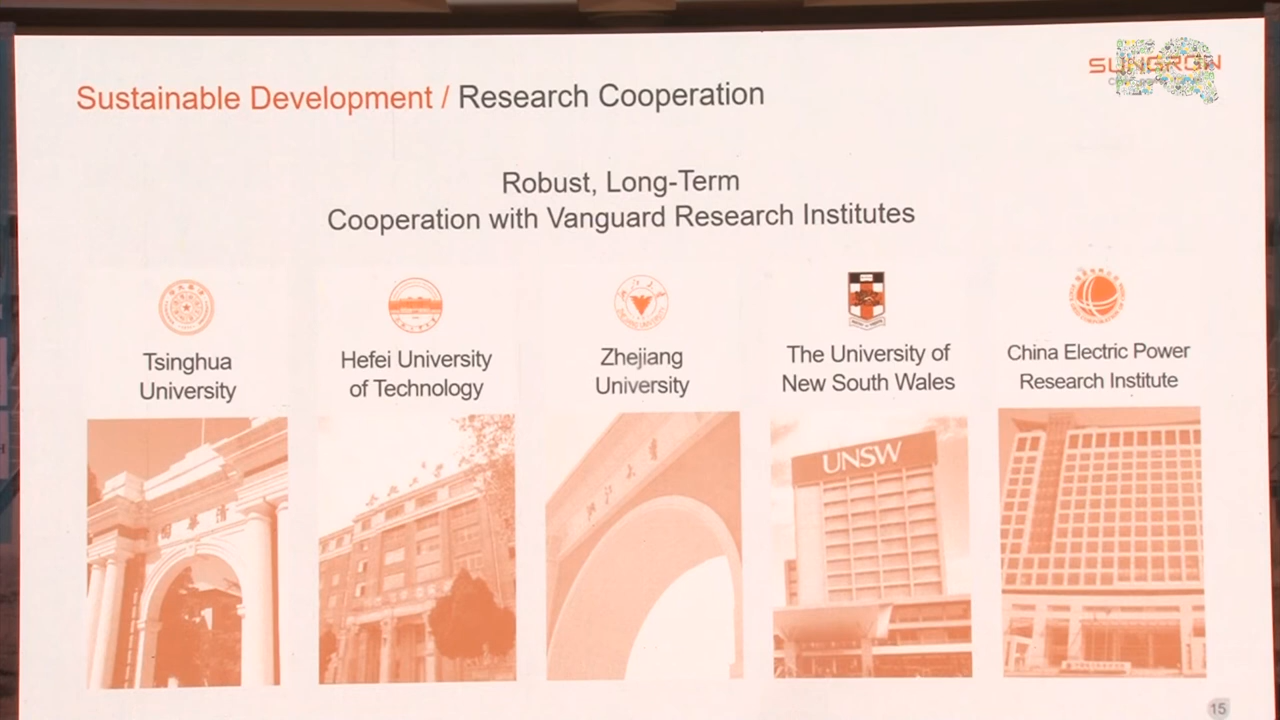 Sustainable Development / Research Cooperation
SUNGROW
EQ
Robust, Long-Term
Cooperation with Vanguard Research Institutes
Tsinghua
University
Hefei University
of Technology
Zhejiang
University
The University of
New South Wales
China Electric Power
Research Institute
UNSW
15